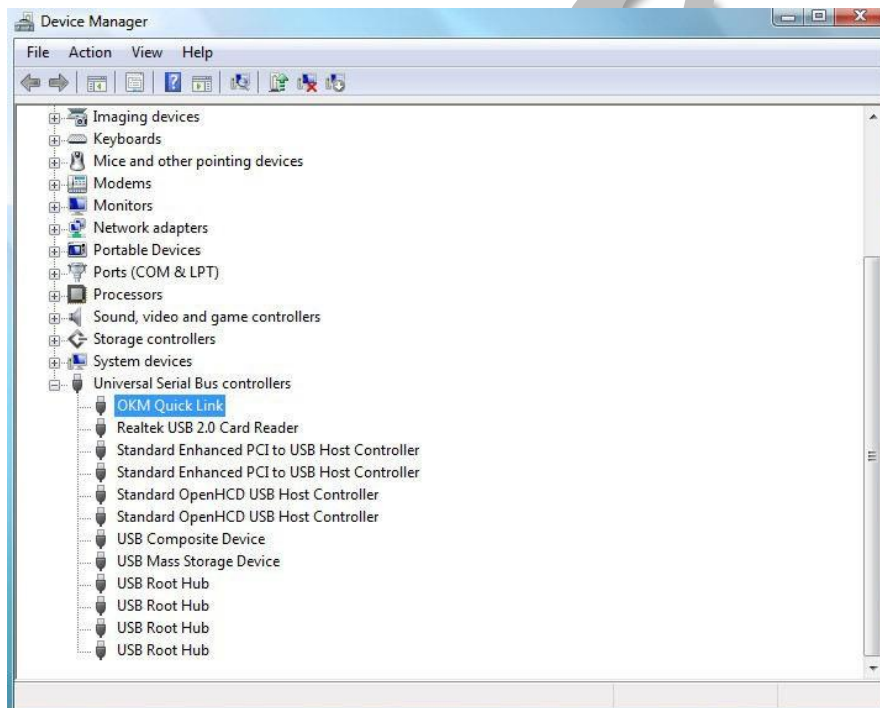 Device Manager
File Action View Help
Imaging devices
Keyboards
Mice and other pointing devices
Modems
Monitors
Network adapters
Portable Devices
Ports (COM & LPT)
Processors
Sound, video and game controllers
Storage controllers
System devices
Universal Serial Bus controllers
OKM Quick Link
Realtek USB 2.0 Card Reader
Standard Enhanced PCI to USB Host Controller
Standard Enhanced PCI to USB Host Controller
Standard OpenHCD USB Host Controller
Standard OpenHCD USB Host Controller
USB Composite Device
USB Mass Storage Device
USB Root Hub
USB Root Hub
USB Root Hub
USB Root Hub